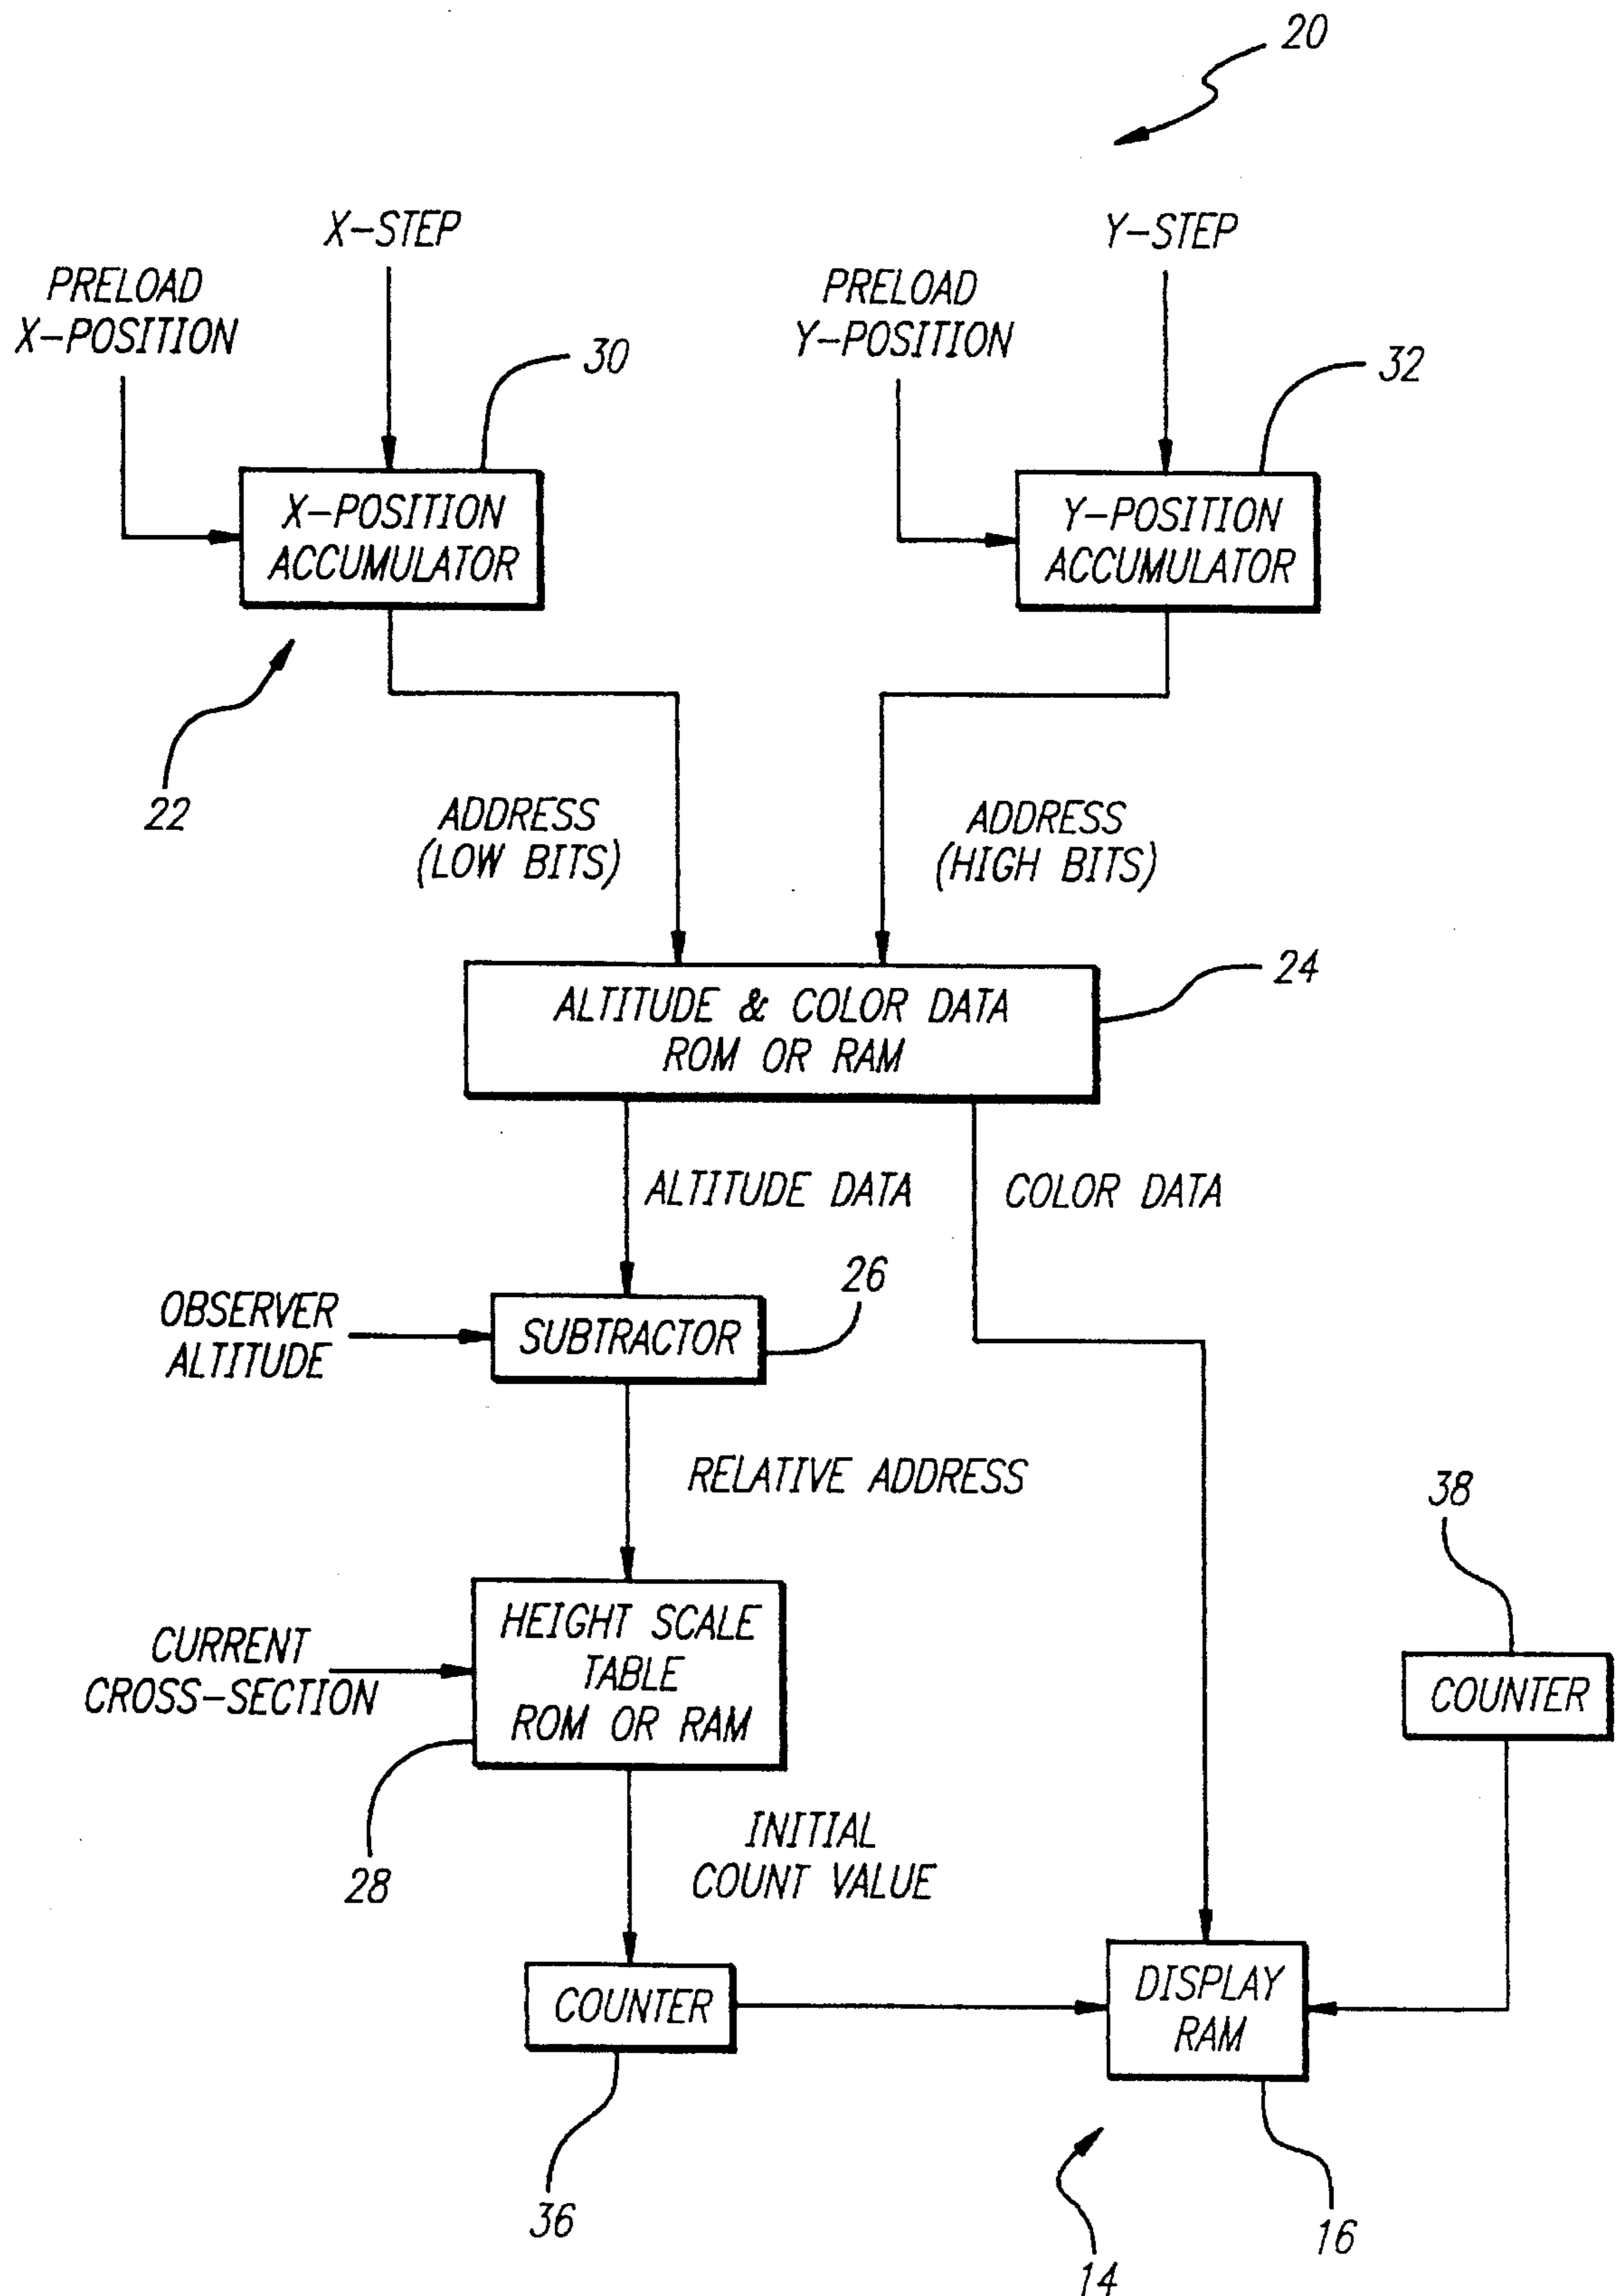 20
X-STEP
Y-STEP
PRELOAD
X-POSITION
PRELOAD
Y-POSITION
30
32
X-POSITION
ACCUMULATOR
Y-POSITION
ACCUMULATOR
22
ADDRESS
(LOW BITS)
ADDRESS
(HIGH BITS)
24
ALTITUDE & COLOR DATA
ROM OR RAM
ALTITUDE DATA
COLOR DATA
26
OBSERVER
ALTITUDE
SUBTRACTOR
RELATIVE ADDRESS
38
HEIGHT SCALE
TABLE
ROM OR RAM
CURRENT
CROSS-SECTION
COUNTER
28
INITIAL
COUNT VALUE
COUNTER
DISPLAY
RAM
36
16
14